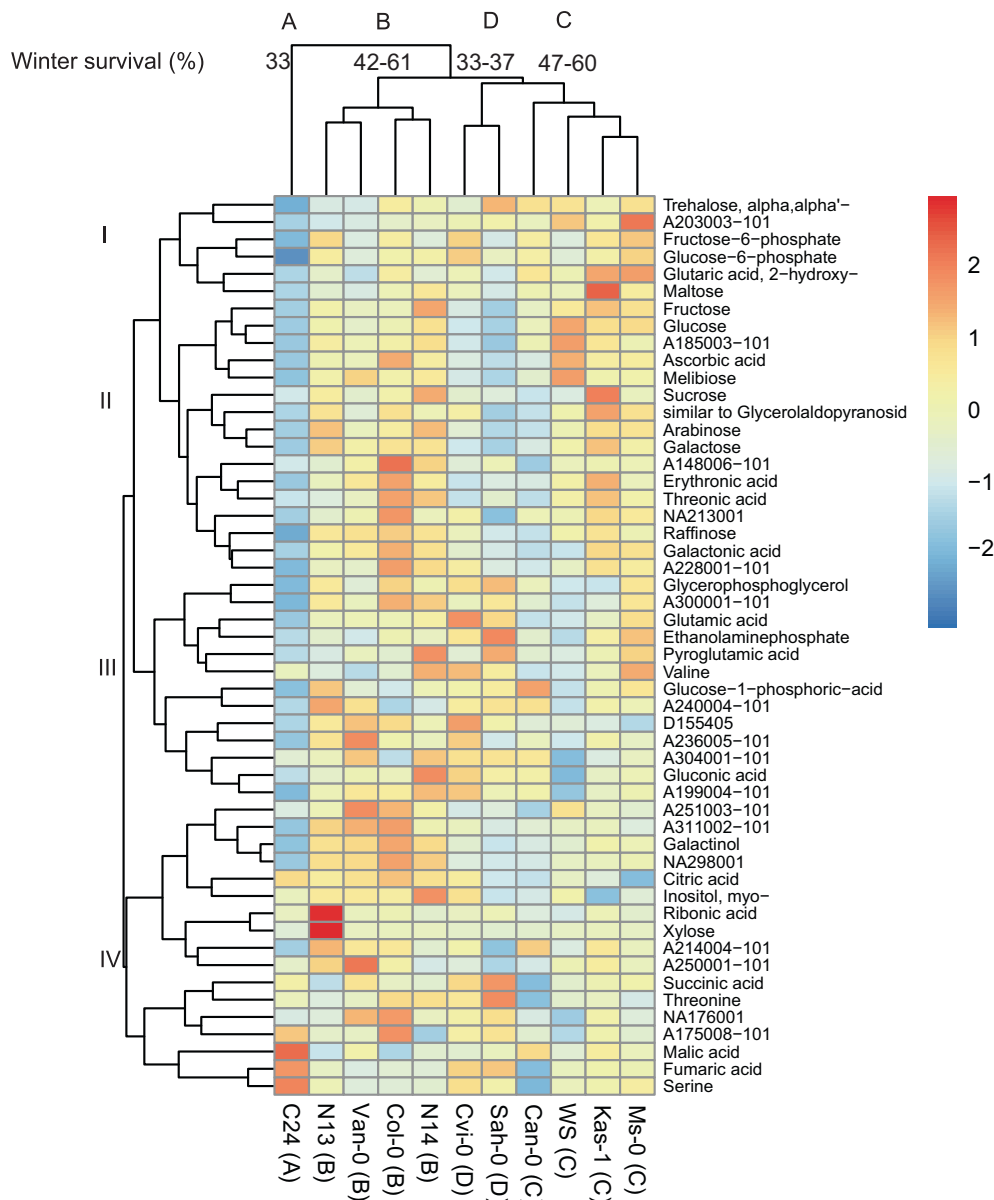 A B D C
Winter survival (%) 33 42-61 33-37 47-60
I
II
III
IV
Trehalose, alpha,alpha'−
A203003−101
Fructose−6−phosphate
Glucose−6−phosphate
Glutaric acid, 2−hydroxy−
Maltose
Fructose
Glucose
A185003−101
Ascorbic acid
Melibiose
Sucrose
similar to Glycerolaldopyranosid
Arabinose
Galactose
A148006−101
Erythronic acid
Threonic acid
NA213001
Raffinose
Galactonic acid
A228001−101
Glycerophosphoglycerol
A300001−101
Glutamic acid
Ethanolaminephosphate
Pyroglutamic acid
Valine
Glucose−1−phosphoric−acid
A240004−101
D155405
A236005−101
A304001−101
Gluconic acid
A199004−101
A251003−101
A311002−101
Galactinol
NA298001
Citric acid
Inositol, myo−
Ribonic acid
Xylose
A214004−101
A250001−101
Succinic acid
Threonine
NA176001
A175008−101
Malic acid
Fumaric acid
Serine
2
1
0
−1
−2
C24 (A)
N13 (B)
Van-0 (B)
Col-0 (B)
N14 (B)
Cvi-0 (D)
Sah-0 (D)
Can-0 (C)
WS (C)
Kas-1 (C)
Ms-0 (C)